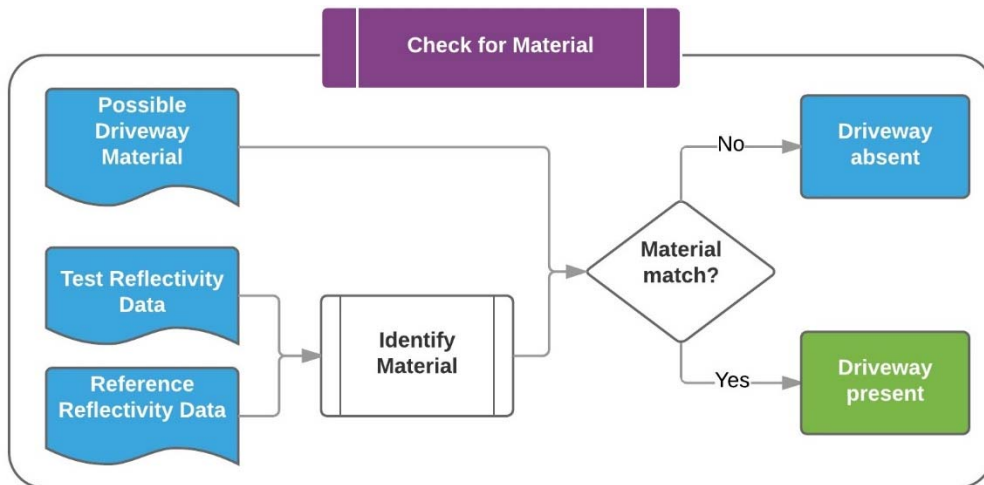 Check for Material
Possible
Driveway
Material
No
Driveway
absent
Material
match?
Test Reflectivity
Data
Identify
Material
Reference
Reflectivity Data
Yes
Driveway
present